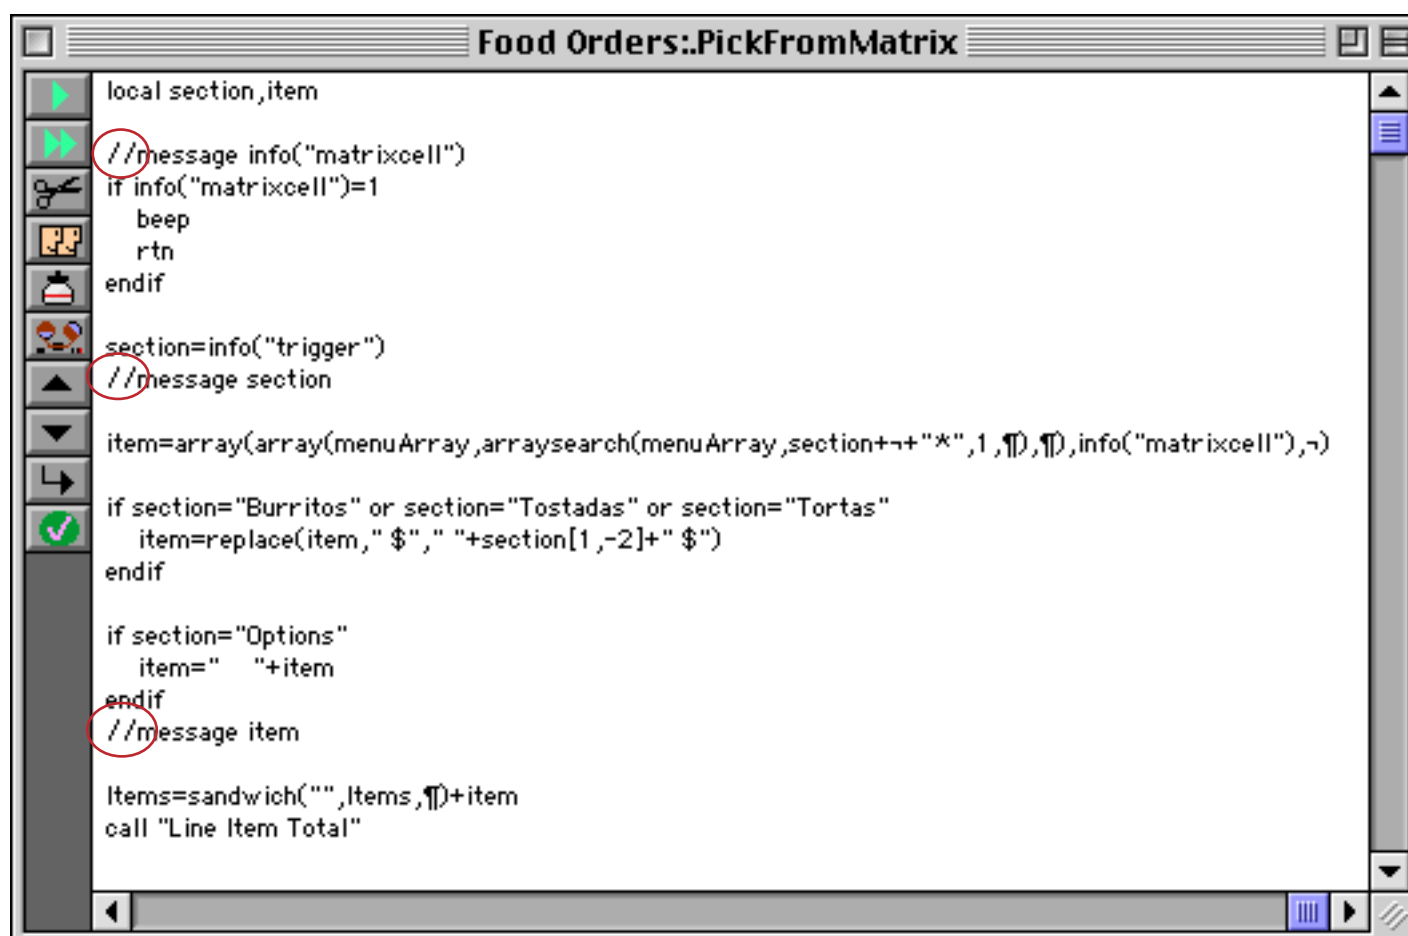 Food Orders:.PickFromMatrix
local section,item
//message info("matrixcell")
if info("matrixcell")=1
beep
rtn
endif
section=info("trigger")
//message section
item=array(array(menuArray,arraysearch(menuArray,section+¬+"*",1,¶),¶),info("matrixcell"),¬)
if section="Burritos" or section="Tostadas" or section="Tortas"
item=replace(item," $"," "+section[1,-2]+" $")
endif
if section="Options"
item="   "+item
endif
//message item
Items=sandwich("",Items,¶)+item
call "Line Item Total"